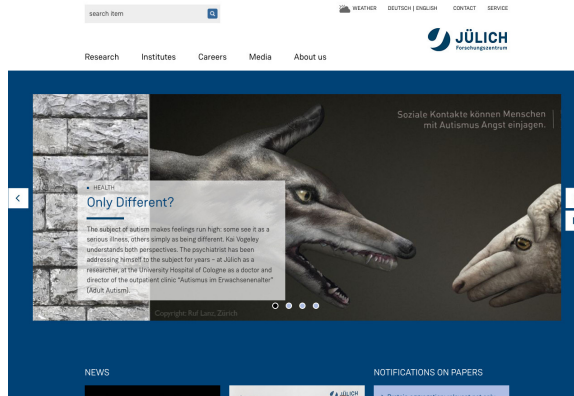 search item
WEATHER DEUTSCH | ENGLISH CONTACT SERVICE
JÜLICH
Forschungszentrum
Research Institutes Careers Media About us
Soziale Kontakte können Menschen
mit Autismus Angst einjagen.
<
• HEALTH
Only Different?
The subject of autism makes feelings run high: some see it as a
serious illness, others simply as being different. Kai Vogeley
understands both perspectives. The psychiatrist has been
addressing himself to the subject for years – at Jülich as a
researcher, at the University Hospital of Cologne as a doctor and
director of the outpatient clinic "Autismus im Erwachsenenalter"
(Adult Autism).
Copyright: Ruf Lanz, Zürich
NEWS
NOTIFICATIONS ON PAPERS
JÜLICH